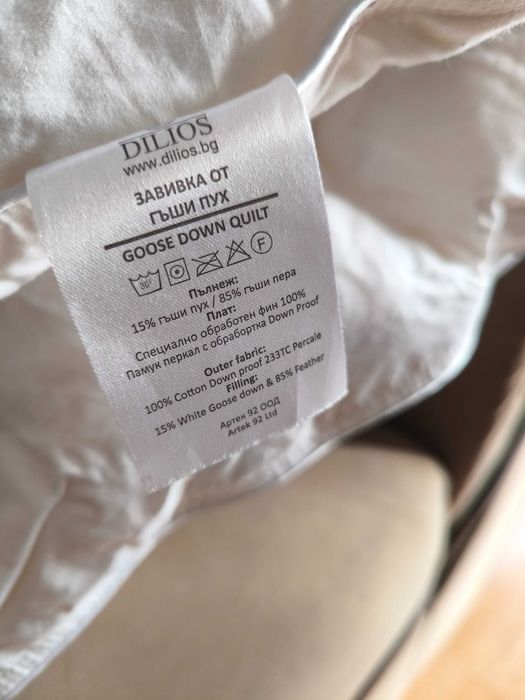 DILIOS
www.dilios.bg
ЗАВИВКА ОТ
ГЪШИ ПУХ
GOOSE DOWN QUILT
30° F
Пълнеж:
15% гъши пух / 85% гъши пера
Плат:
Специално обработен фин 100%
Памук перкал с обрабортка Down Proof
Outer fabric:
100% Cotton Down proof 233TC Percale
Filling:
15% White Goose down & 85% Feather
Артек 92 ООД
Artek 92 Ltd